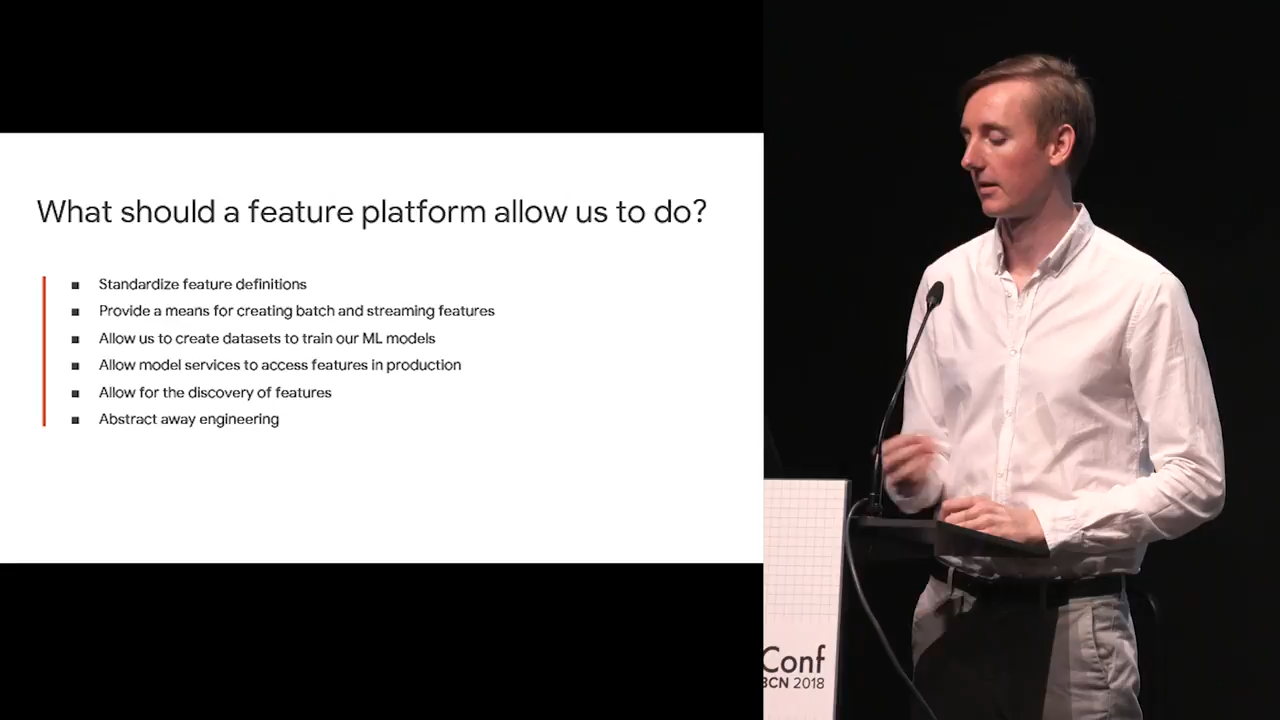 What should a feature platform allow us to do?
Standardize feature definitions
Provide a means for creating batch and streaming features
Allow us to create datasets to train our ML models
Allow model services to access features in production
Allow for the discovery of features
Abstract away engineering
Conf
BCN 2018